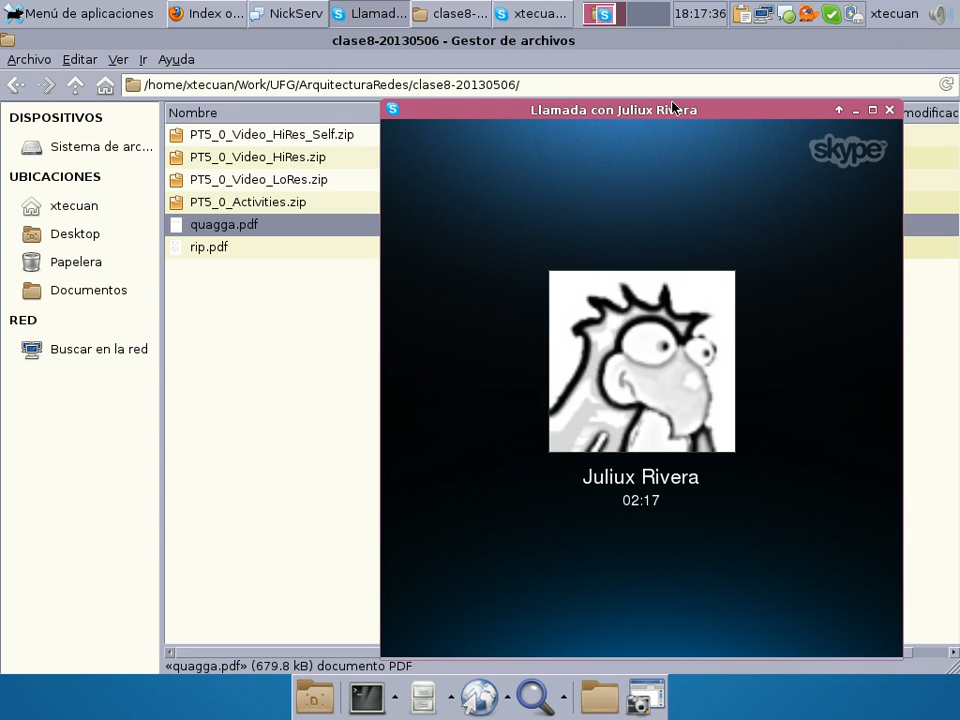 Menú de aplicaciones
Index o...
NickServ
Llamad...
clase8-...
xtecua...
18:17:36
xtecuan
clase8-20130506 - Gestor de archivos
Archivo Editar Ver Ir Ayuda
/home/xtecuan/Work/UFG/ArquitecturaRedes/clase8-20130506/
DISPOSITIVOS
Sistema de arc...
UBICACIONES
xtecuan
Desktop
Papelera
Documentos
RED
Buscar en la red
Nombre
modificac
PT5_0_Video_HiRes_Self.zip
PT5_0_Video_HiRes.zip
PT5_0_Video_LoRes.zip
PT5_0_Activities.zip
quagga.pdf
rip.pdf
Llamada con Juliux Rivera
skype
Juliux Rivera
02:17
«quagga.pdf» (679.8 kB) documento PDF